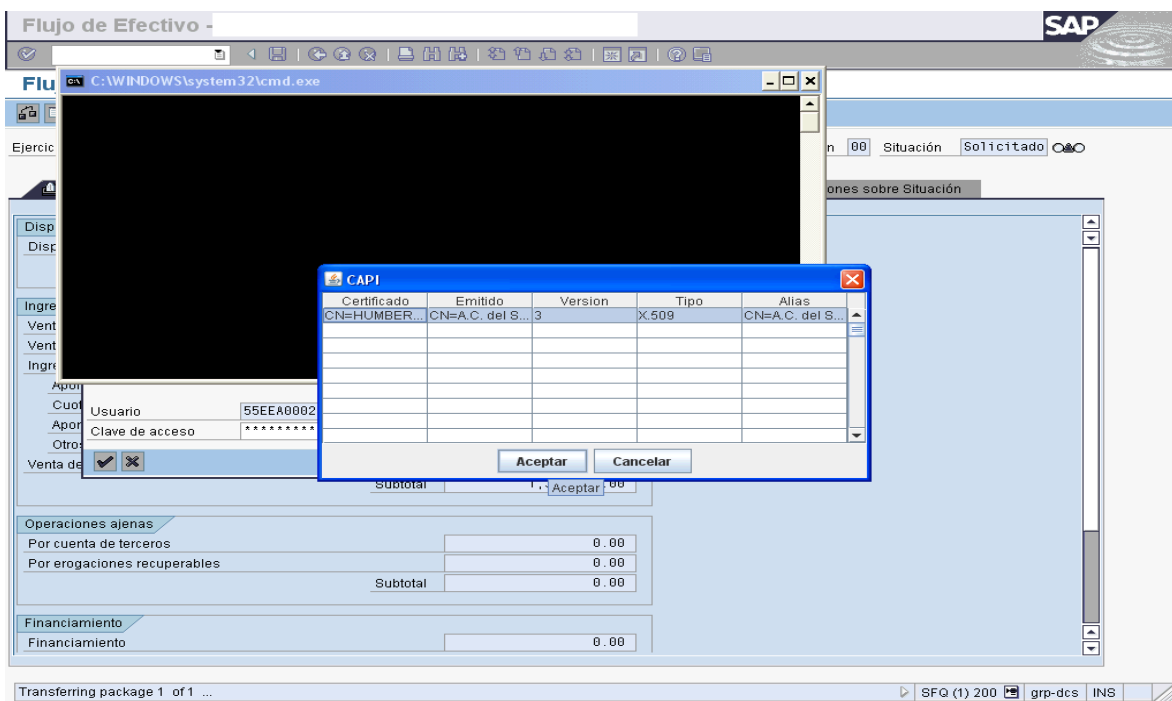 Flujo de Efectivo -
SAP
Flu
C:\WINDOWS\system32\cmd.exe
Ejercic
n 00 Situación Solicitado
ones sobre Situación
Disp
Disp
CAPI
Certificado Emitido Version Tipo Alias
CN=HUMBER... CN=A.C. del S... 3 X.509 CN=A.C. del S...
Ingre
Vent
Vent
Ingre
Apor
Cuot
Usuario 55EEA0002
Apor
Clave de acceso *********
Otros
Venta de
Aceptar Cancelar
Subtotal
Aceptar
Operaciones ajenas
Por cuenta de terceros 0.00
Por erogaciones recuperables 0.00
Subtotal 0.00
Financiamiento
Financiamiento 0.00
Transferring package 1 of 1 ...
SFQ (1) 200 grp-dcs INS